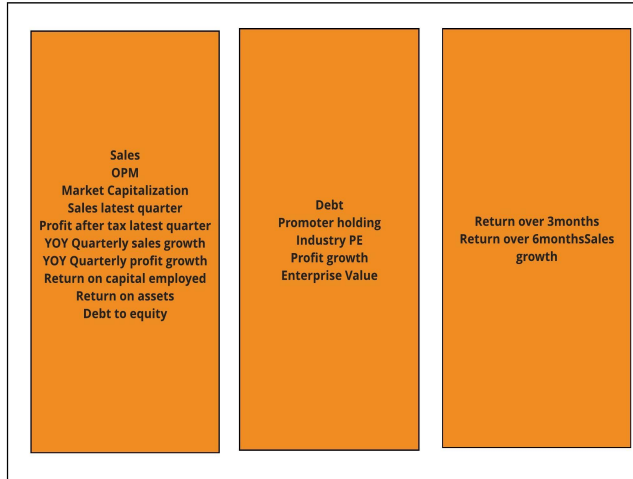 Sales
OPM
Market Capitalization
Sales latest quarter
Profit after tax latest quarter
YOY Quarterly sales growth
YOY Quarterly profit growth
Return on capital employed
Return on assets
Debt to equity
Debt
Promoter holding
Industry PE
Profit growth
Enterprise Value
Return over 3months
Return over 6monthsSales
growth